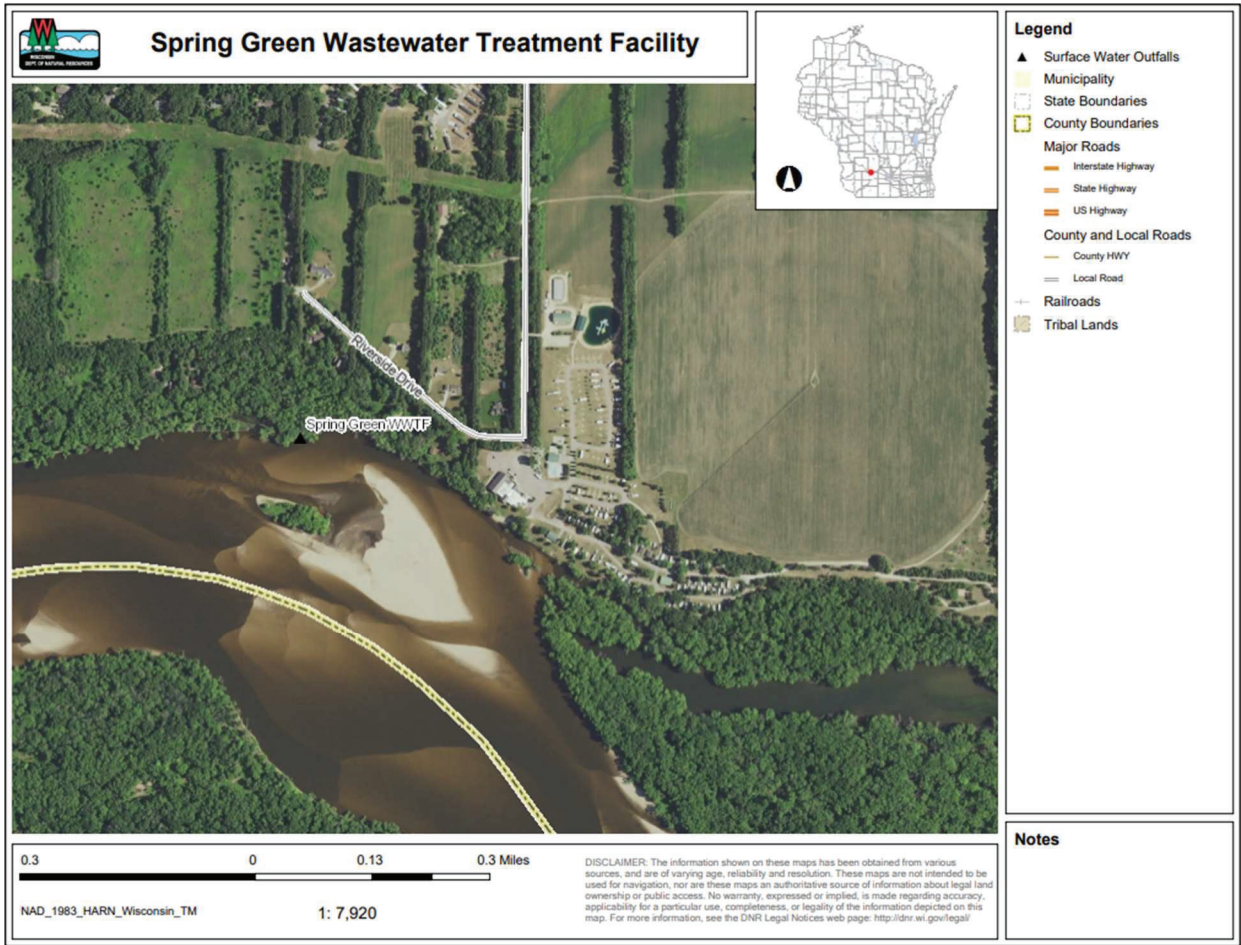 WISCONSIN
DEPT. OF NATURAL RESOURCES
Spring Green Wastewater Treatment Facility
Riverside Drive
Spring Green WWTF
Legend
Surface Water Outfalls
Municipality
State Boundaries
County Boundaries
Major Roads
Interstate Highway
State Highway
US Highway
County and Local Roads
County HWY
Local Road
Railroads
Tribal Lands
Notes
0.3 0 0.13 0.3 Miles
NAD_1983_HARN_Wisconsin_TM
1: 7,920
DISCLAIMER: The information shown on these maps has been obtained from various
sources, and are of varying age, reliability and resolution. These maps are not intended to be
used for navigation, nor are these maps an authoritative source of information about legal land
ownership or public access. No warranty, expressed or implied, is made regarding accuracy,
applicability for a particular use, completeness, or legality of the information depicted on this
map. For more information, see the DNR Legal Notices web page: http://dnr.wi.gov/legal/